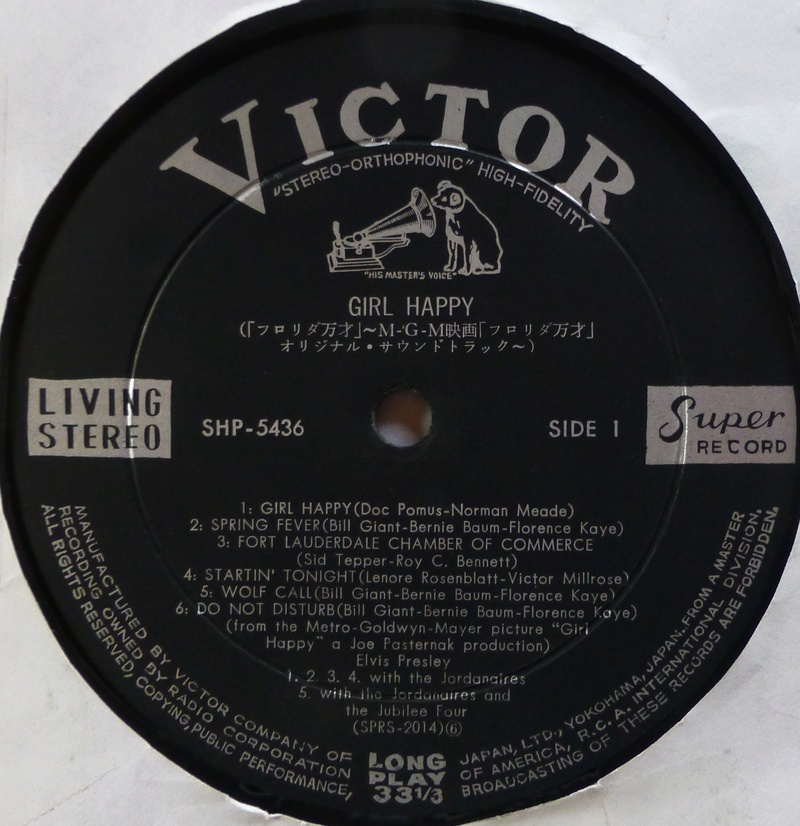 VICTOR
"STEREO-ORTHOPHONIC" HIGH-FIDELITY
"HIS MASTER'S VOICE"
GIRL HAPPY
(「フロリダ万才」~M-G-M映画「フロリダ万才」
オリジナル・サウンドトラック~)
LIVING
STEREO
SHP-5436
SIDE 1
Super
RECORD
1: GIRL HAPPY(Doc Pomus-Norman Meade)
2: SPRING FEVER(Bill Giant-Bernie Baum-Florence Kaye)
3: FORT LAUDERDALE CHAMBER OF COMMERCE
(Sid Tepper-Roy C. Bennett)
4: STARTIN' TONIGHT(Lenore Rosenblatt-Victor Millrose)
5: WOLF CALL(Bill Giant-Bernie Baum-Florence Kaye)
6: DO NOT DISTURB(Bill Giant-Bernie Baum-Florence Kaye)
(from the Metro-Goldwyn-Mayer picture "Girl
Happy" a Joe Pasternak production)
Elvis Presley
1. 2. 3. 4. with the Jordanaires
5. with the Jordanaires and
the Jubilee Four
(SPRS-2014)⑥
MANUFACTURED BY VICTOR COMPANY OF JAPAN, LTD., YOKOHAMA, JAPAN, FROM A MASTER
RECORDING OWNED BY RADIO CORPORATION OF AMERICA, R.C.A. INTERNATIONAL DIVISION.
ALL RIGHTS RESERVED, COPYING, PUBLIC PERFORMANCE, BROADCASTING OF THESE RECORDS ARE FORBIDDEN.
LONG
PLAY
33 1/3